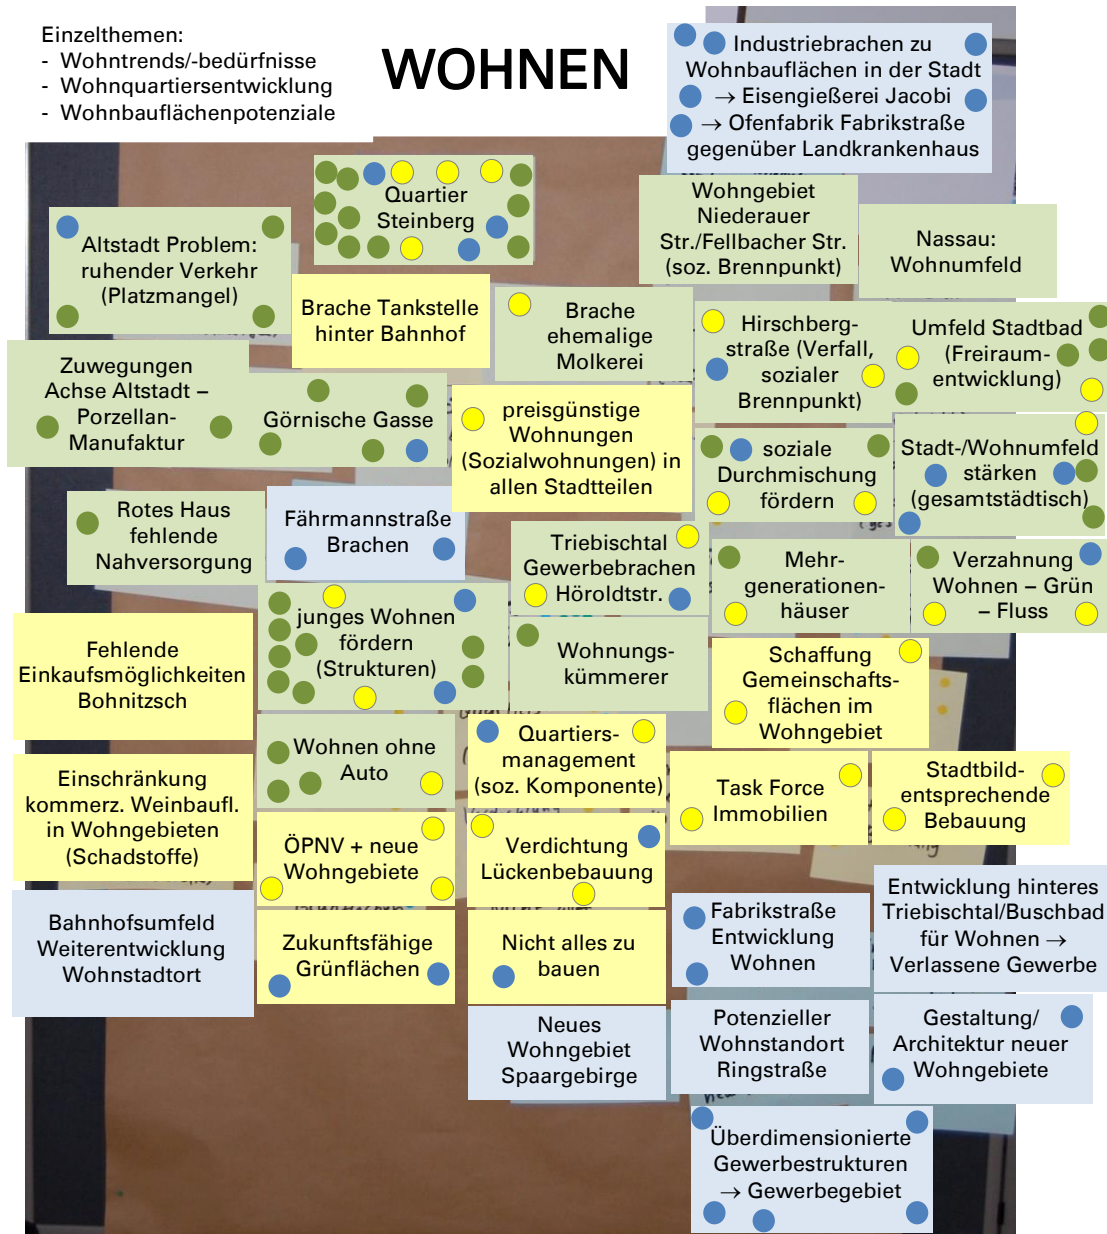 Einzelthemen:
- Wohntrends/-bedürfnisse
- Wohnquartiersentwicklung
- Wohnbauflächenpotenziale
WOHNEN
Industriebrachen zu
Wohnbauflächen in der Stadt
→ Eisengießerei Jacobi
→ Ofenfabrik Fabrikstraße
gegenüber Landkrankenhaus
Quartier
Steinberg
Wohngebiet
Niederauer
Str./Fellbacher Str.
(soz. Brennpunkt)
Nassau:
Wohnumfeld
Altstadt Problem:
ruhender Verkehr
(Platzmangel)
Brache Tankstelle
hinter Bahnhof
Brache
ehemalige
Molkerei
Hirschberg-
straße (Verfall,
sozialer
Brennpunkt)
Umfeld Stadtbad
(Freiraum-
entwicklung)
Zuwegungen
Achse Altstadt –
Porzellan-
Manufaktur
Görnische Gasse
preisgünstige
Wohnungen
(Sozialwohnungen) in
allen Stadtteilen
soziale
Durchmischung
fördern
Stadt-/Wohnumfeld
stärken
(gesamtstädtisch)
Rotes Haus
fehlende
Nahversorgung
Fährmannstraße
Brachen
Triebischtal
Gewerbebrachen
Höroldtstr.
Mehr-
generationen-
häuser
Verzahnung
Wohnen – Grün
– Fluss
Fehlende
Einkaufsmöglichkeiten
Bohnitzsch
junges Wohnen
fördern
(Strukturen)
Wohnungs-
kümmerer
Schaffung
Gemeinschafts-
flächen im
Wohngebiet
Wohnen ohne
Auto
Quartiers-
management
(soz. Komponente)
Einschränkung
kommerz. Weinbaufl.
in Wohngebieten
(Schadstoffe)
Task Force
Immobilien
Stadtbild-
entsprechende
Bebauung
ÖPNV + neue
Wohngebiete
Verdichtung
Lückenbebauung
Bahnhofsumfeld
Weiterentwicklung
Wohnstadtort
Zukunftsfähige
Grünflächen
Nicht alles zu
bauen
Fabrikstraße
Entwicklung
Wohnen
Entwicklung hinteres
Triebischtal/Buschbad
für Wohnen →
Verlassene Gewerbe
Neues
Wohngebiet
Spaargebirge
Potenzieller
Wohnstandort
Ringstraße
Gestaltung/
Architektur neuer
Wohngebiete
Überdimensionierte
Gewerbestrukturen
→ Gewerbegebiet